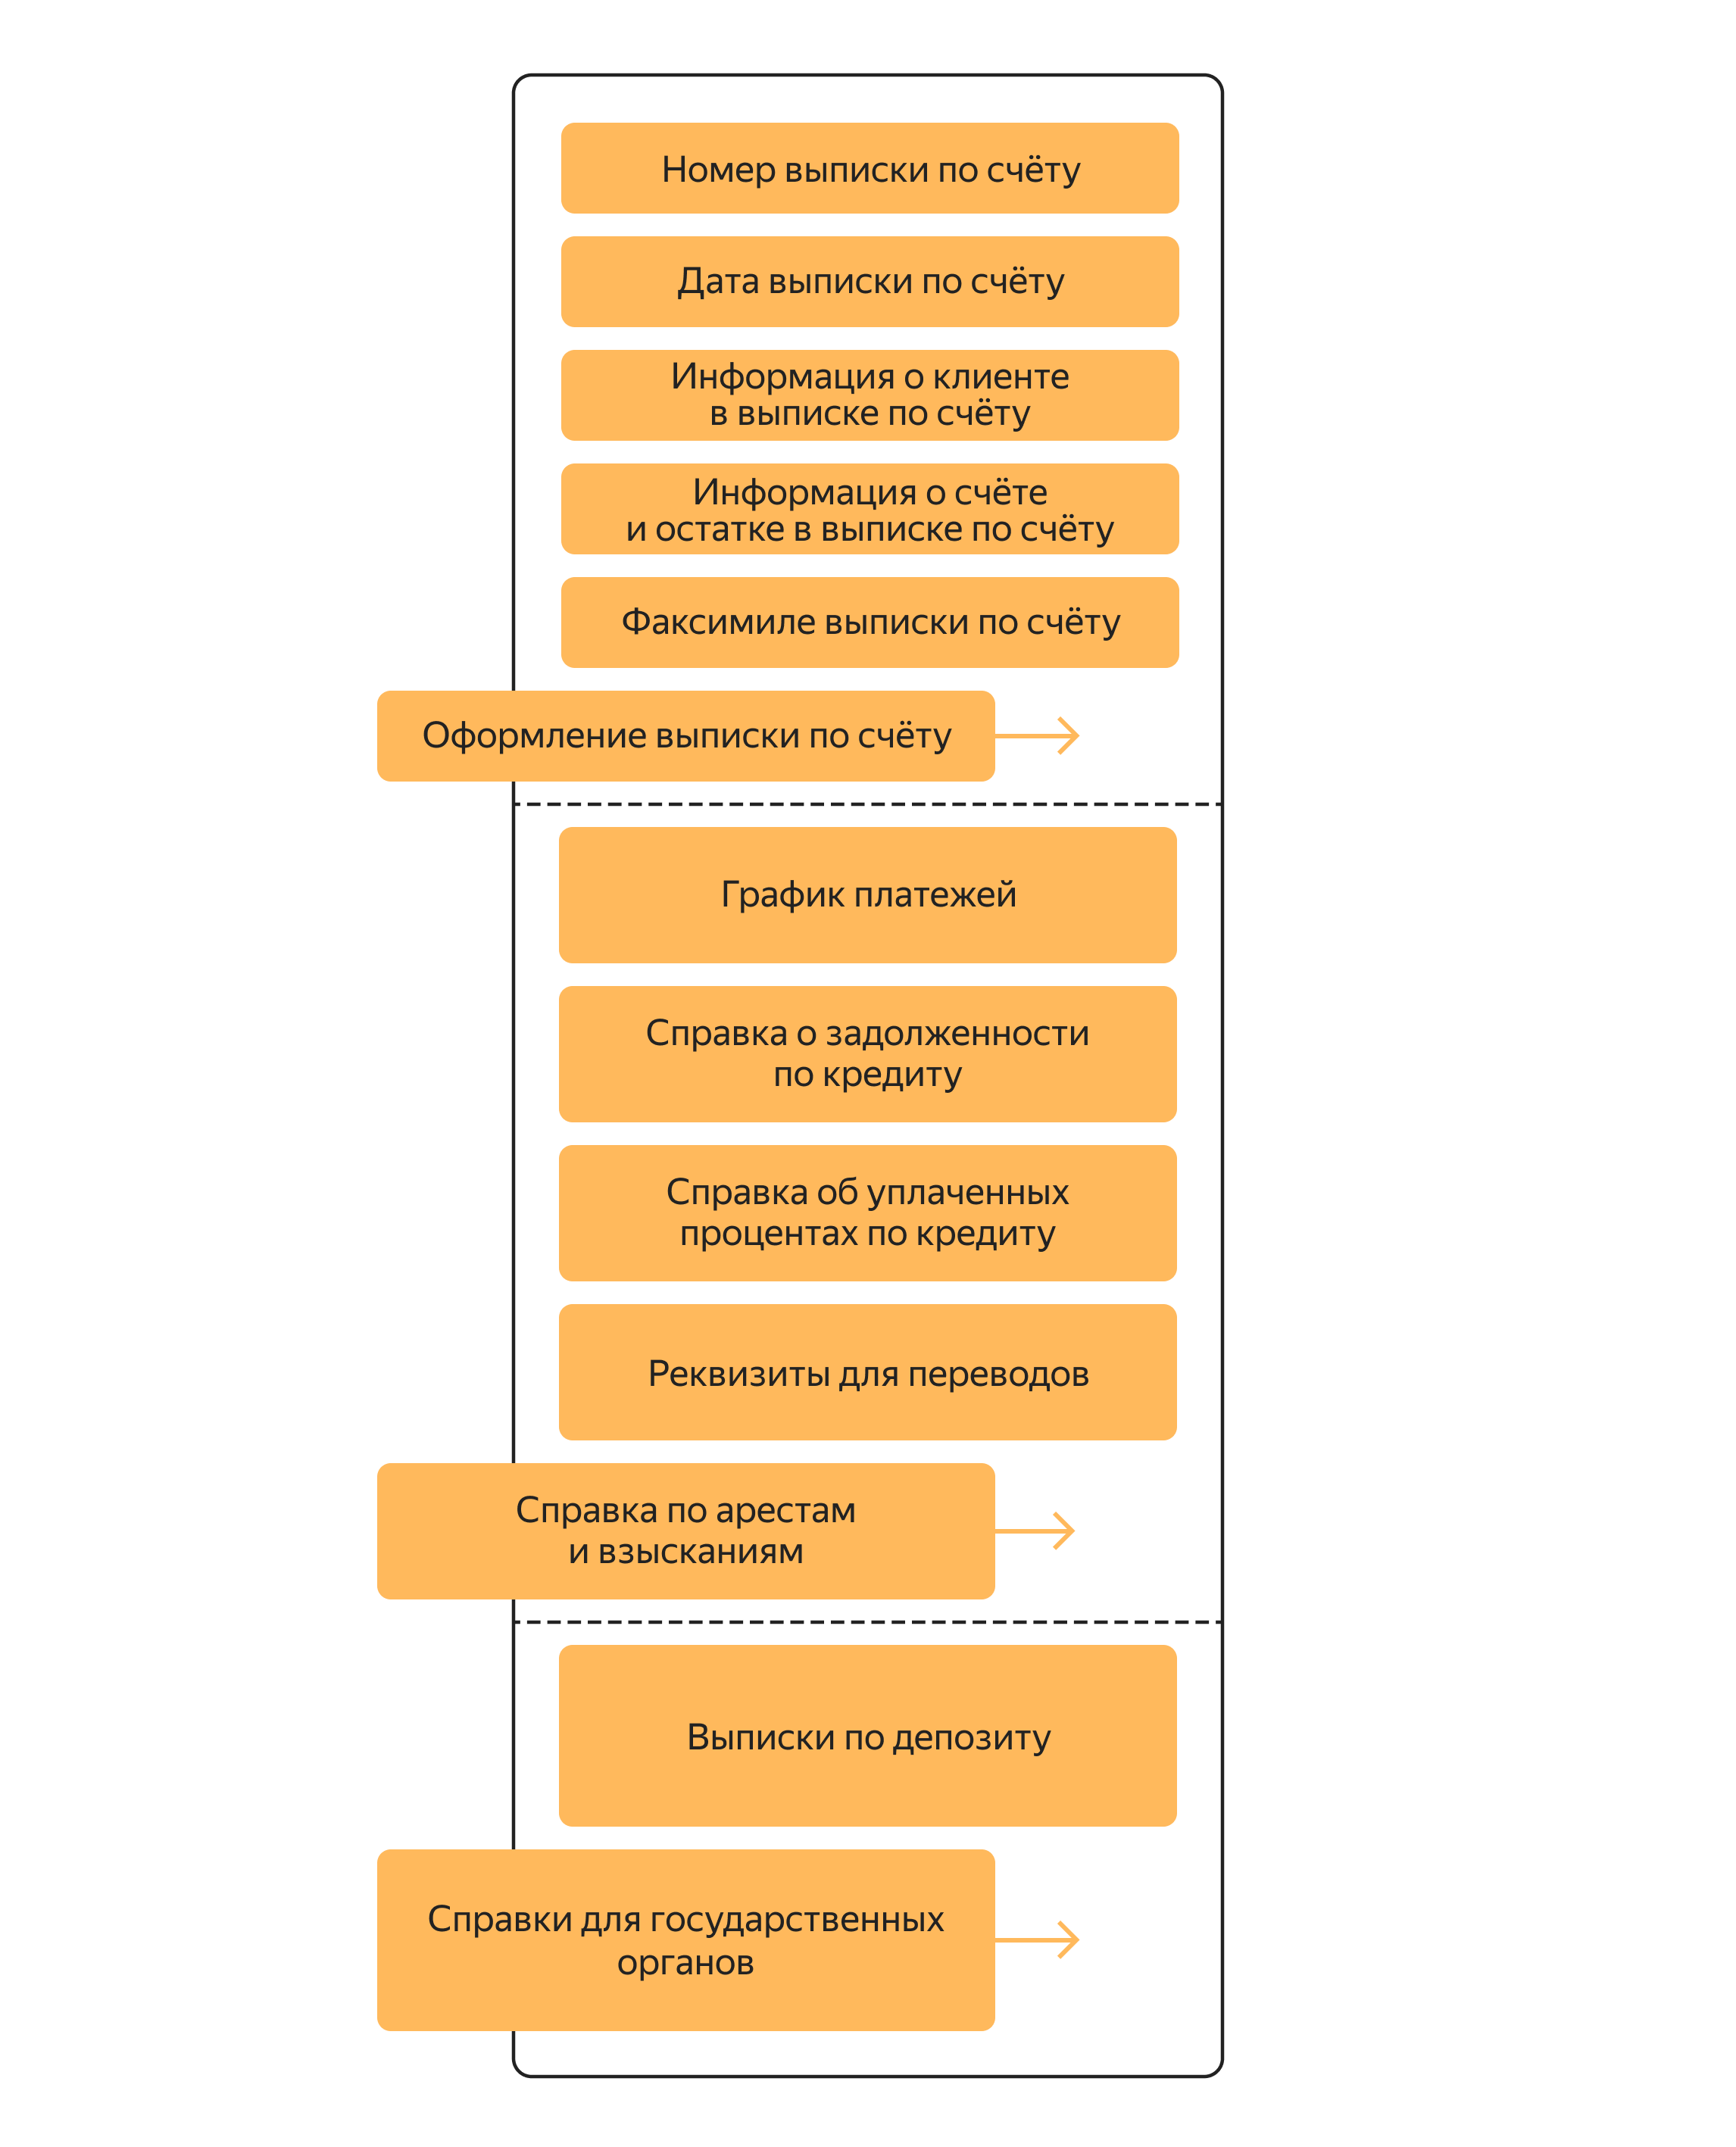 Номер выписки по счёту
Дата выписки по счёту
Информация о клиенте
в выписке по счёту
Информация о счёте
и остатке в выписке по счёту
Факсимиле выписки по счёту
Оформление выписки по счёту
График платежей
Справка о задолженности
по кредиту
Справка об уплаченных
процентах по кредиту
Реквизиты для переводов
Справка по арестам
и взысканиям
Выписки по депозиту
Справки для государственных
органов